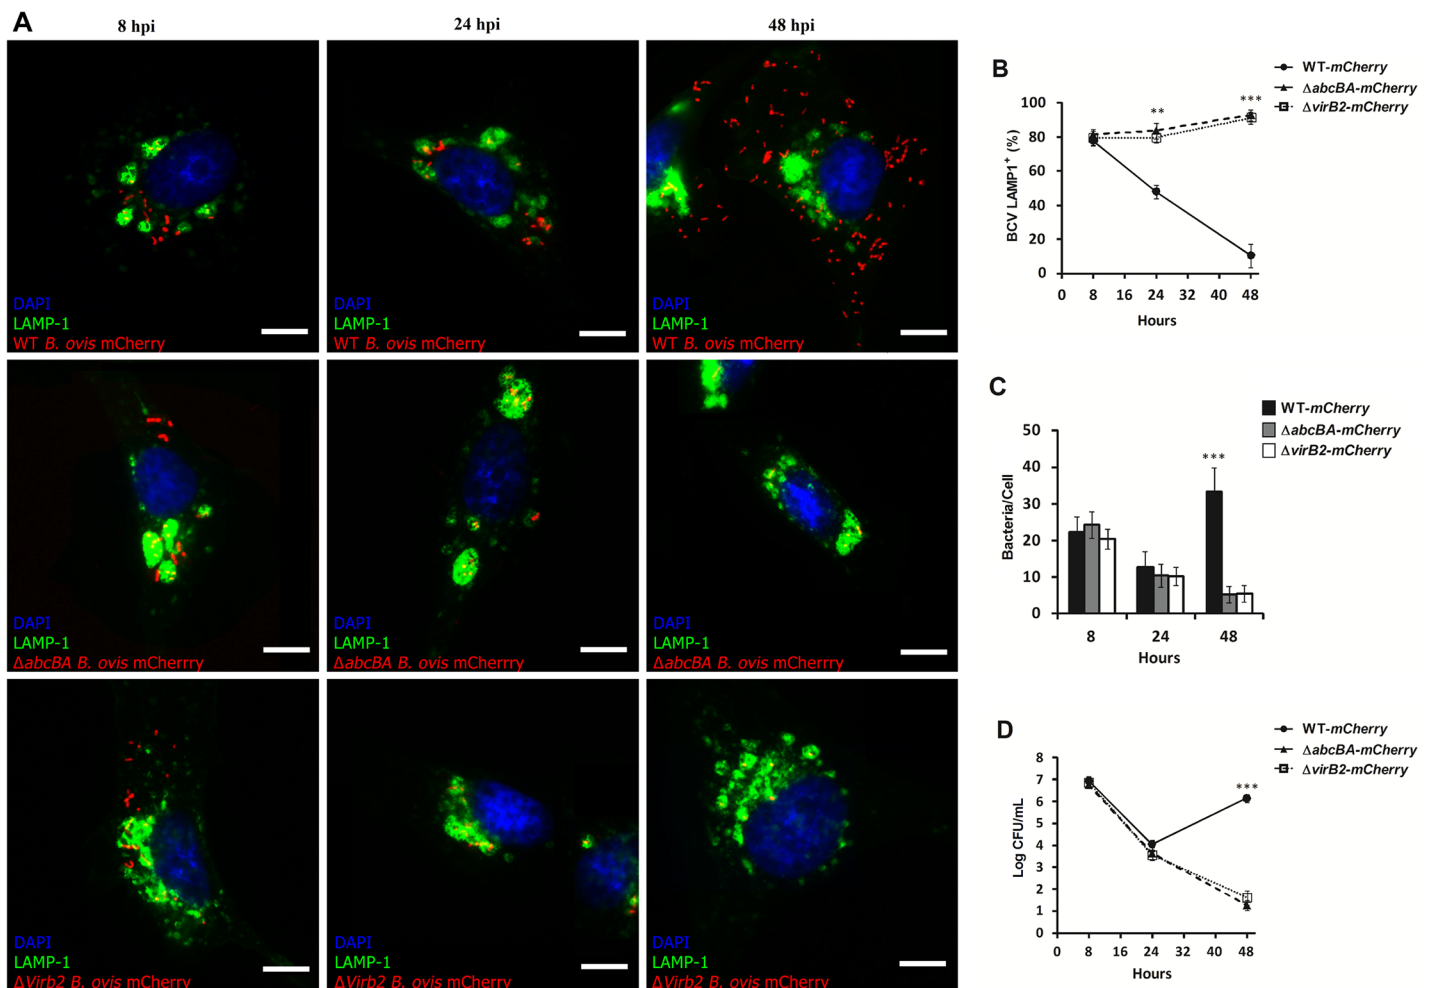 A
8 hpi
24 hpi
48 hpi
DAPI
LAMP-1
WT B. ovis mCherry
DAPI
LAMP-1
WT B. ovis mCherry
DAPI
LAMP-1
WT B. ovis mCherry
DAPI
LAMP-1
ΔabcBA B. ovis mCherrry
DAPI
LAMP-1
ΔabcBA B. ovis mCherrry
DAPI
LAMP-1
ΔabcBA B. ovis mCherrry
DAPI
LAMP-1
ΔVirb2 B. ovis mCherry
DAPI
LAMP-1
ΔVirb2 B. ovis mCherry
DAPI
LAMP-1
ΔVirb2 B. ovis mCherry
B
WT-mCherry
ΔabcBA-mCherry
ΔvirB2-mCherry
BCV LAMP1+ (%)
100
80
60
40
20
0
**
***
0 8 16 24 32 40 48
Hours
C
WT-mCherry
ΔabcBA-mCherry
ΔvirB2-mCherry
Bacteria/Cell
50
40
30
20
10
0
***
8 24 48
Hours
D
WT-mCherry
ΔabcBA-mCherry
ΔvirB2-mCherry
Log CFU/mL
8
7
6
5
4
3
2
1
0
***
0 8 16 24 32 40 48
Hours